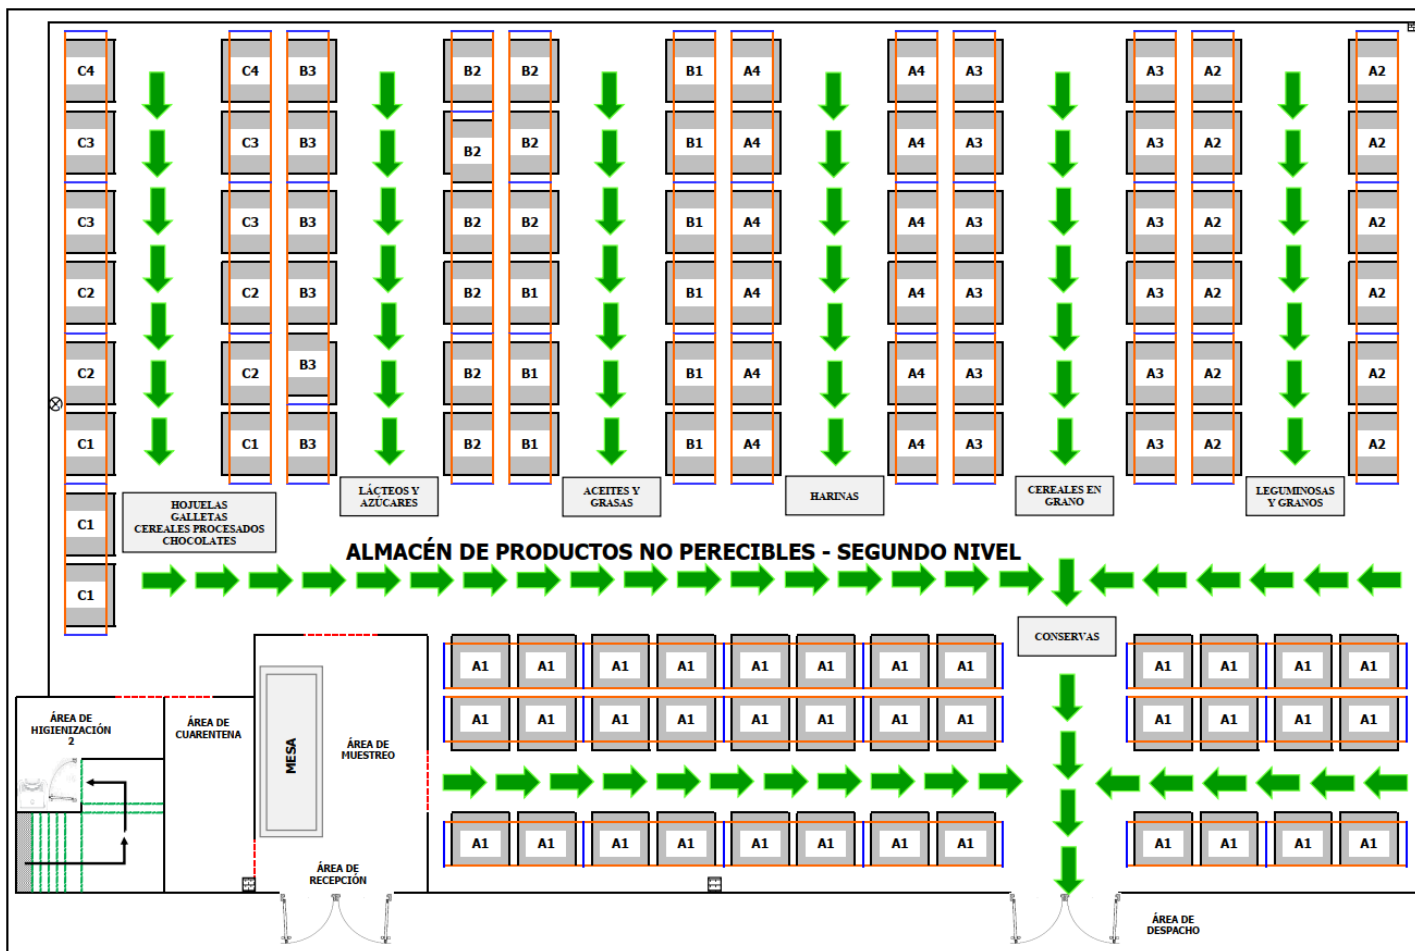 C4 C4 B3 B2 B2 B1 A4 A4 A3 A3 A2 A2
C3 C3 B3 B2 B2 B1 A4 A4 A3 A3 A2 A2
C3 C3 B3 B2 B2 B1 A4 A4 A3 A3 A2 A2
C2 C2 B3 B2 B1 B1 A4 A4 A3 A3 A2 A2
C2 C2 B3 B2 B1 B1 A4 A4 A3 A3 A2 A2
C1 C1 B3 B2 B1 B1 A4 A4 A3 A3 A2 A2
C1
C1
HOJUELAS
GALLETAS
CEREALES PROCESADOS
CHOCOLATES
LÁCTEOS Y
AZÚCARES
ACEITES Y
GRASAS
HARINAS
CEREALES EN
GRANO
LEGUMINOSAS
Y GRANOS
ALMACÉN DE PRODUCTOS NO PERECIBLES - SEGUNDO NIVEL
CONSERVAS
A1 A1 A1 A1 A1 A1 A1 A1 A1 A1 A1 A1
A1 A1 A1 A1 A1 A1 A1 A1 A1 A1 A1 A1
A1 A1 A1 A1 A1 A1 A1 A1 A1 A1 A1 A1
ÁREA DE
HIGIENIZACIÓN
2
ÁREA DE
CUARENTENA
MESA
ÁREA DE
MUESTREO
ÁREA DE
RECEPCIÓN
ÁREA DE
DESPACHO